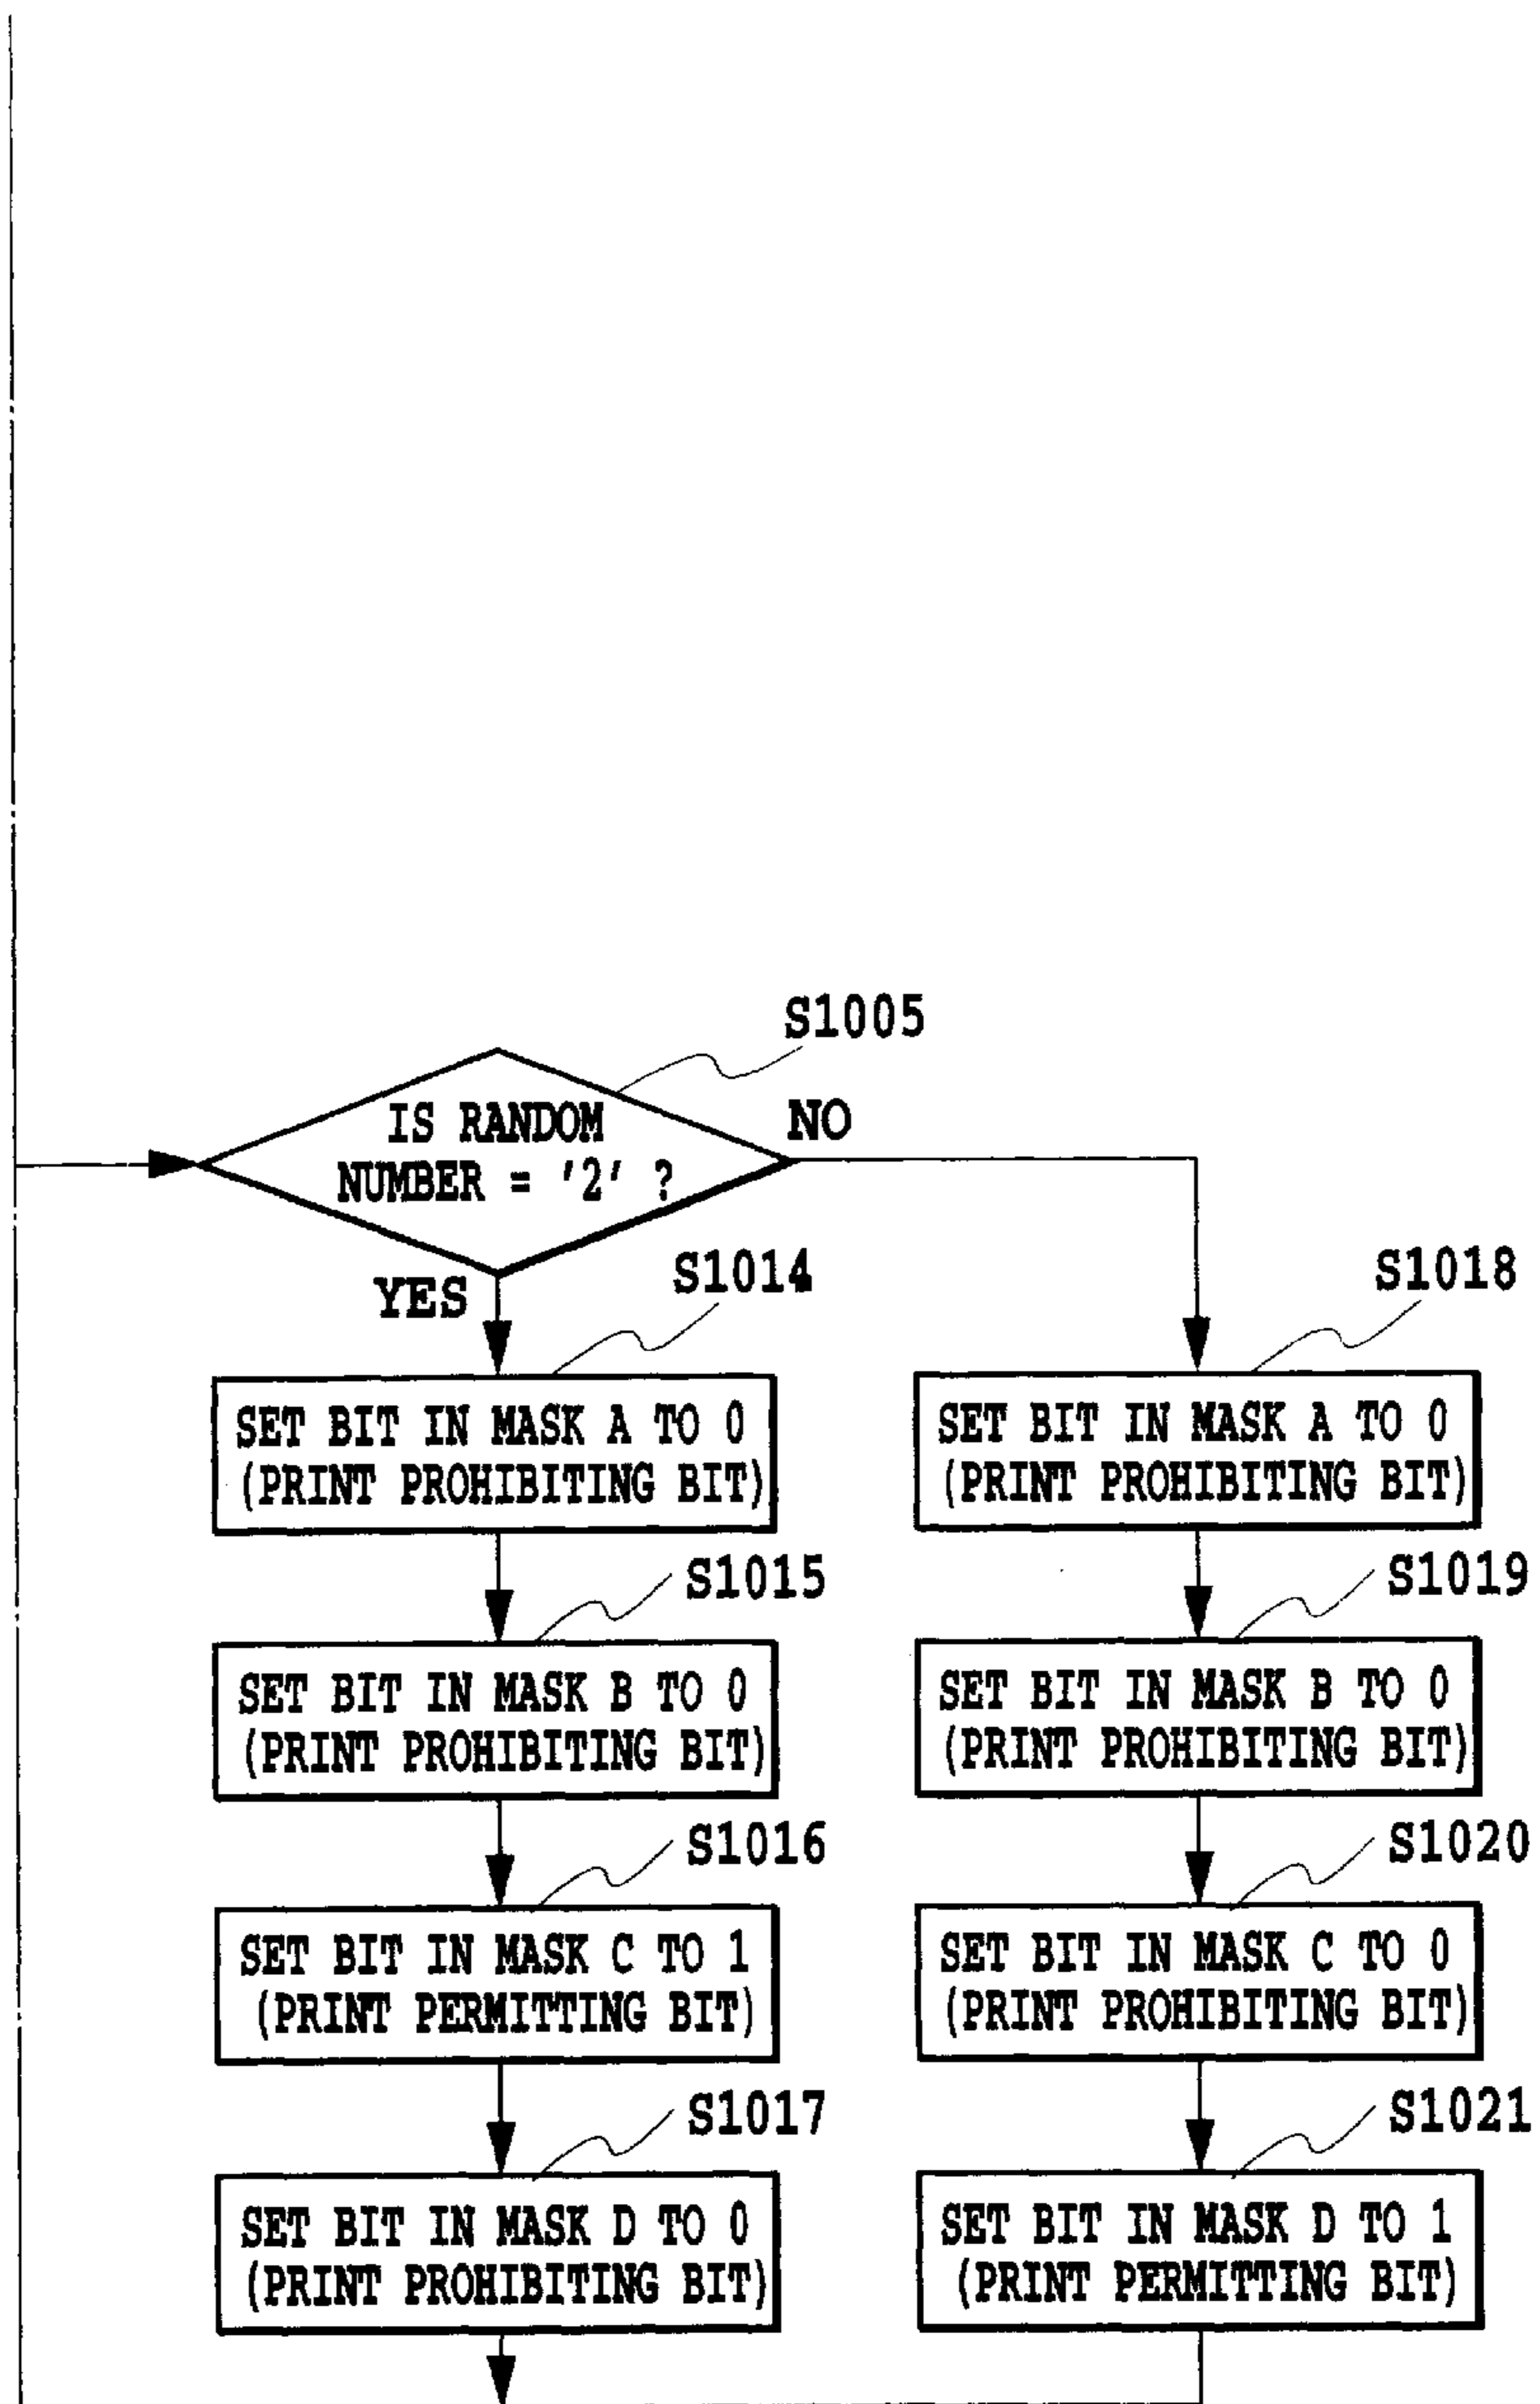 S1005
IS RANDOM
NUMBER = '2' ?
NO
YES
S1014
SET BIT IN MASK A TO 0
(PRINT PROHIBITING BIT)
S1015
SET BIT IN MASK B TO 0
(PRINT PROHIBITING BIT)
S1016
SET BIT IN MASK C TO 1
(PRINT PERMITTING BIT)
S1017
SET BIT IN MASK D TO 0
(PRINT PROHIBITING BIT)
S1018
SET BIT IN MASK A TO 0
(PRINT PROHIBITING BIT)
S1019
SET BIT IN MASK B TO 0
(PRINT PROHIBITING BIT)
S1020
SET BIT IN MASK C TO 0
(PRINT PROHIBITING BIT)
S1021
SET BIT IN MASK D TO 1
(PRINT PERMITTING BIT)